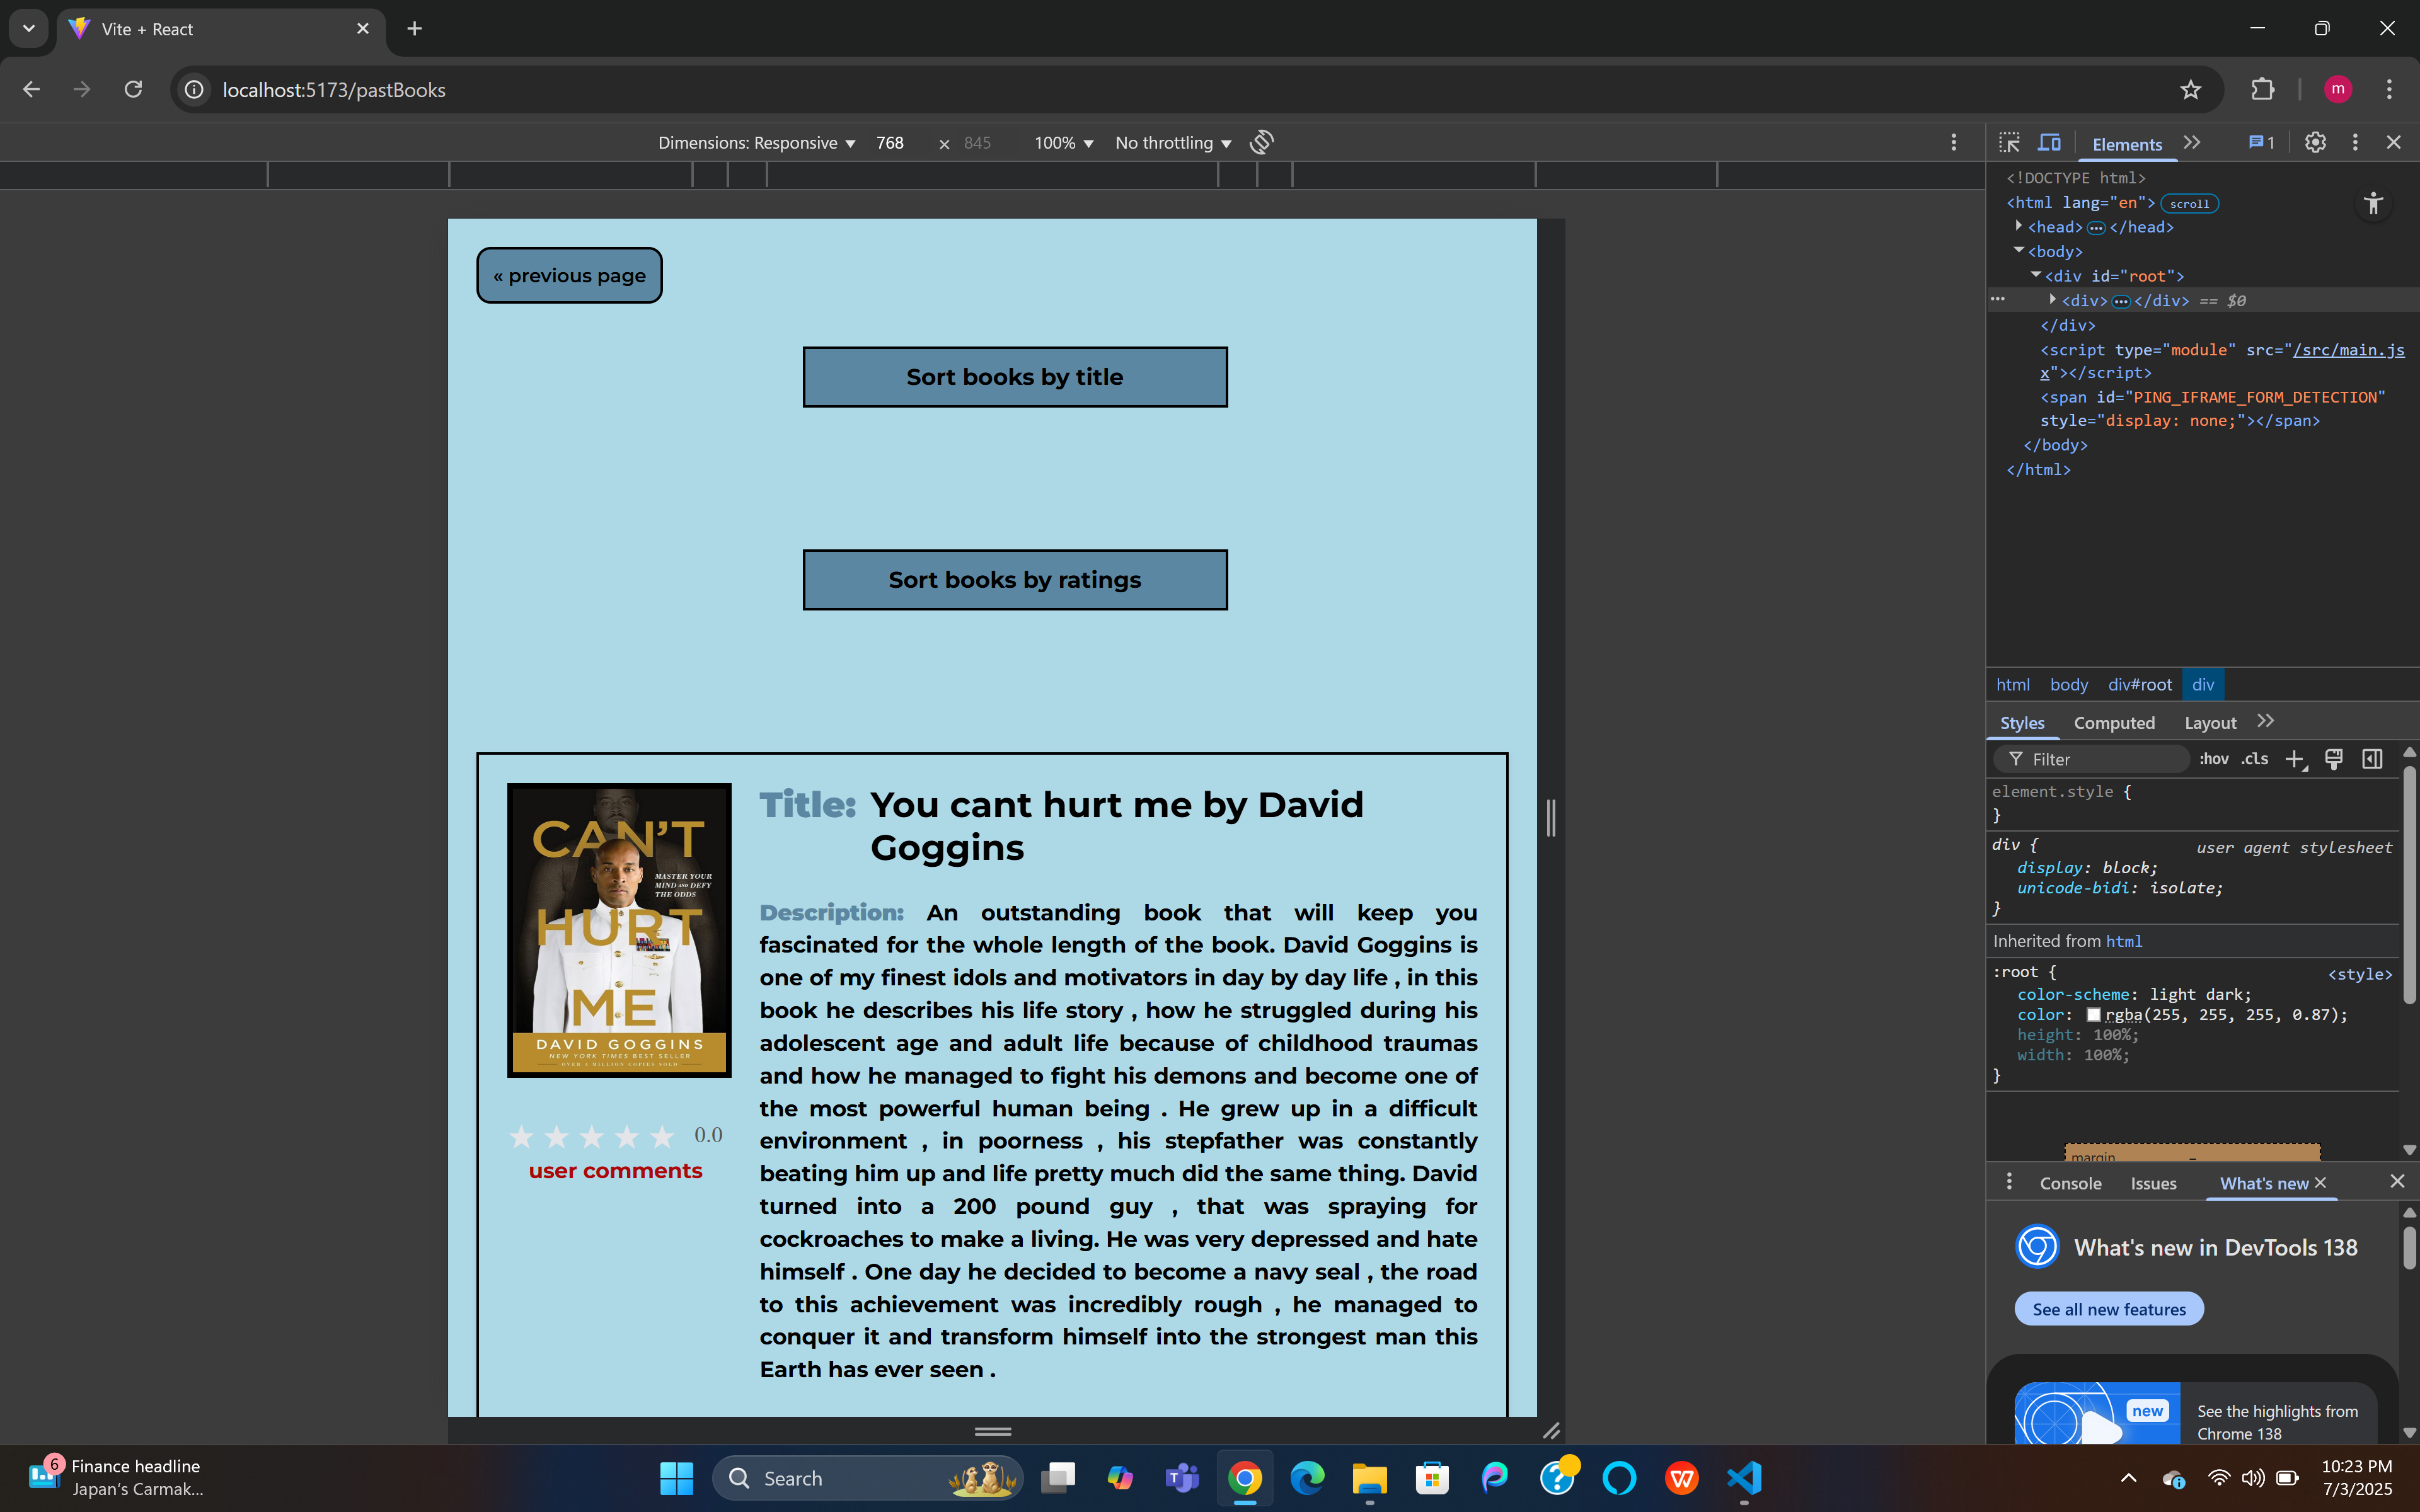 Vite + React
localhost:5173/pastBooks
m
Dimensions: Responsive 768 × 845 100% No throttling
Elements 1
<!DOCTYPE html>
<html lang="en"> scroll
<head> ••• </head>
<body>
<div id="root">
••• <div> ••• </div> == $0
</div>
<script type="module" src="/src/main.js
x"></script>
<span id="PING_IFRAME_FORM_DETECTION"
style="display: none;"></span>
</body>
</html>
html body div#root div
Styles Computed Layout
Filter :hov .cls
element.style {
}
div { user agent stylesheet
display: block;
unicode-bidi: isolate;
}
Inherited from html
:root { <style>
color-scheme: light dark;
color: rgba(255, 255, 255, 0.87);
height: 100%;
width: 100%;
}
margin –
Console Issues What's new
What's new in DevTools 138
See all new features
new
See the highlights from
Chrome 138
« previous page
Sort books by title
Sort books by ratings
CAN'T
MASTER YOUR
MIND AND DEFY
THE ODDS
HURT
ME
DAVID GOGGINS
NEW YORK TIMES BEST SELLER
OVER 4 MILLION COPIES SOLD
0.0
user comments
Title: You cant hurt me by David
Goggins
Description: An outstanding book that will keep you
fascinated for the whole length of the book. David Goggins is
one of my finest idols and motivators in day by day life , in this
book he describes his life story , how he struggled during his
adolescent age and adult life because of childhood traumas
and how he managed to fight his demons and become one of
the most powerful human being . He grew up in a difficult
environment , in poorness , his stepfather was constantly
beating him up and life pretty much did the same thing. David
turned into a 200 pound guy , that was spraying for
cockroaches to make a living. He was very depressed and hate
himself . One day he decided to become a navy seal , the road
to this achievement was incredibly rough , he managed to
conquer it and transform himself into the strongest man this
Earth has ever seen .
6
Finance headline
Japan's Carmak...
Search
10:23 PM
7/3/2025